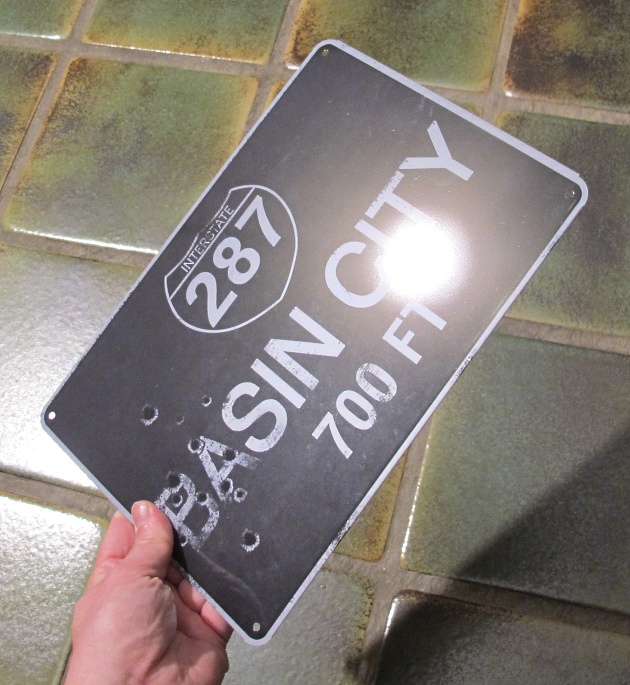 INTERSTATE
287
BASIN CITY
700 FT